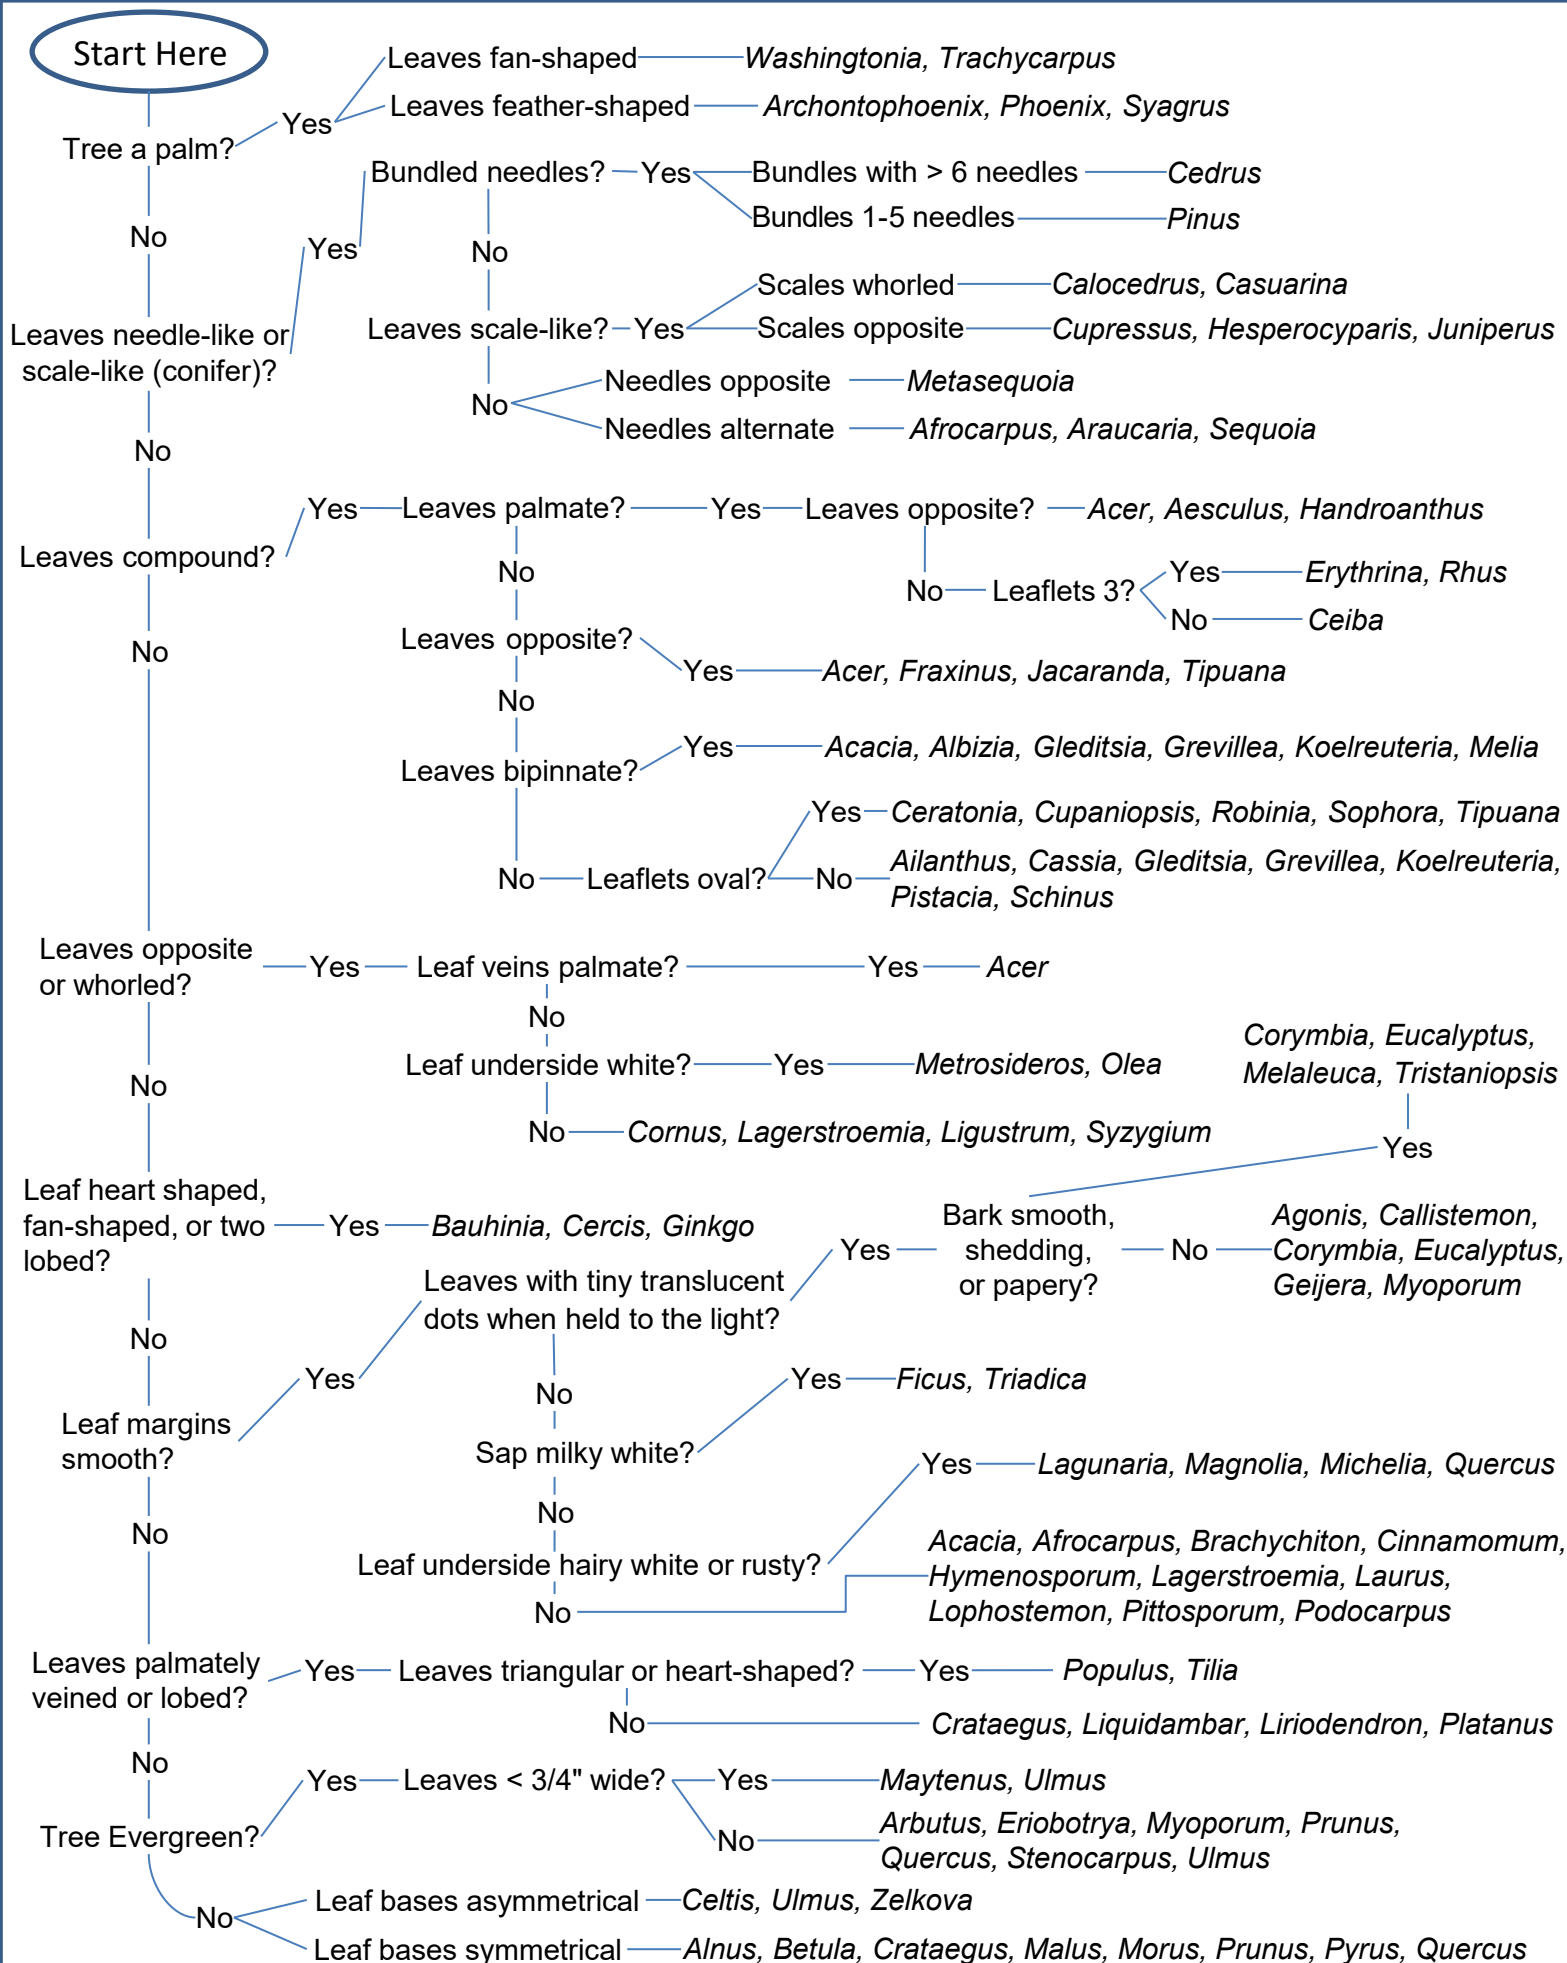 Start Here
Leaves fan-shaped
Washingtonia, Trachycarpus
Leaves feather-shaped
Archontophoenix, Phoenix, Syagrus
Yes
Tree a palm?
Bundled needles?
Yes
Bundles with > 6 needles
Cedrus
Bundles 1-5 needles
Pinus
No
Yes
No
Scales whorled
Calocedrus, Casuarina
Leaves needle-like or
scale-like (conifer)?
Leaves scale-like?
Yes
Scales opposite
Cupressus, Hesperocyparis, Juniperus
Needles opposite
Metasequoia
No
Needles alternate
Afrocarpus, Araucaria, Sequoia
No
Yes
Leaves palmate?
Yes
Leaves opposite?
Acer, Aesculus, Handroanthus
Leaves compound?
No
No
Leaflets 3?
Yes
Erythrina, Rhus
No
Ceiba
No
Leaves opposite?
Yes
Acer, Fraxinus, Jacaranda, Tipuana
No
Yes
Acacia, Albizia, Gleditsia, Grevillea, Koelreuteria, Melia
Leaves bipinnate?
Yes
Ceratonia, Cupaniopsis, Robinia, Sophora, Tipuana
No
Leaflets oval?
No
Ailanthus, Cassia, Gleditsia, Grevillea, Koelreuteria,
Pistacia, Schinus
Leaves opposite
or whorled?
Yes
Leaf veins palmate?
Yes
Acer
No
Leaf underside white?
Yes
Metrosideros, Olea
Corymbia, Eucalyptus,
Melaleuca, Tristaniopsis
No
No
Cornus, Lagerstroemia, Ligustrum, Syzygium
Yes
Leaf heart shaped,
fan-shaped, or two
lobed?
Yes
Bauhinia, Cercis, Ginkgo
Leaves with tiny translucent
dots when held to the light?
Yes
Bark smooth,
shedding,
or papery?
No
Agonis, Callistemon,
Corymbia, Eucalyptus,
Geijera, Myoporum
No
Yes
No
Yes
Ficus, Triadica
Leaf margins
smooth?
Sap milky white?
Yes
Lagunaria, Magnolia, Michelia, Quercus
No
No
Leaf underside hairy white or rusty?
No
Acacia, Afrocarpus, Brachychiton, Cinnamomum,
Hymenosporum, Lagerstroemia, Laurus,
Lophostemon, Pittosporum, Podocarpus
Leaves palmately
veined or lobed?
Yes
Leaves triangular or heart-shaped?
Yes
Populus, Tilia
No
Crataegus, Liquidambar, Liriodendron, Platanus
No
Yes
Leaves < 3/4" wide?
Yes
Maytenus, Ulmus
Tree Evergreen?
No
Arbutus, Eriobotrya, Myoporum, Prunus,
Quercus, Stenocarpus, Ulmus
No
Leaf bases asymmetrical
Celtis, Ulmus, Zelkova
Leaf bases symmetrical
Alnus, Betula, Crataegus, Malus, Morus, Prunus, Pyrus, Quercus